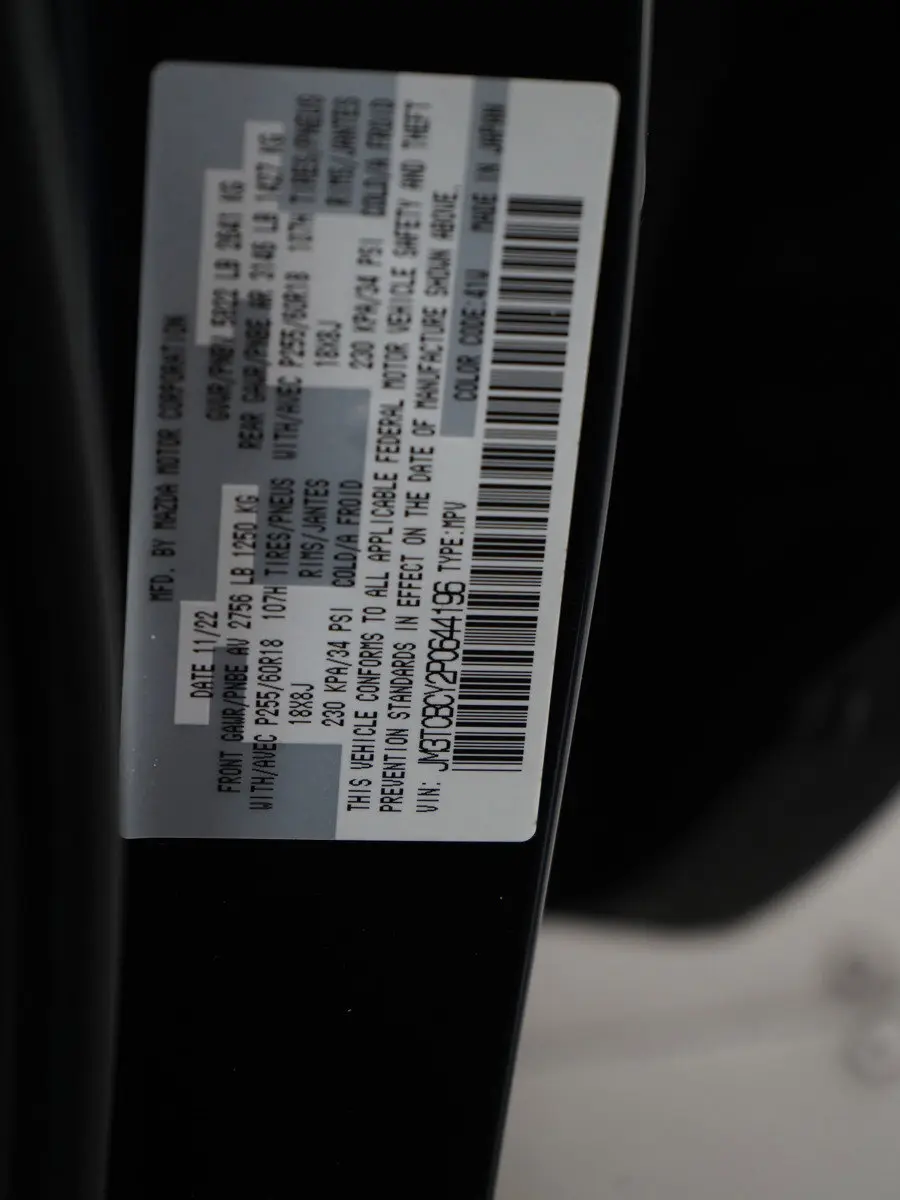 MFD. BY MAZDA MOTOR CORPORATION
DATE 11/22 GVWR/PNBV 5822 LB 2641 KG
FRONT GAWR/PNBE AV 2756 LB 1250 KG REAR GAWR/PNBE AR 3146 LB 1427 KG
WITH/AVEC P255/60R18 107H TIRES/PNEUS WITH/AVEC P255/60R18 107H TIRES/PNEUS
18X8J RIMS/JANTES 18X8J RIMS/JANTES
230 KPA/34 PSI COLD/A FROID 230 KPA/34 PSI COLD/A FROID
THIS VEHICLE CONFORMS TO ALL APPLICABLE FEDERAL MOTOR VEHICLE SAFETY AND THEFT
PREVENTION STANDARDS IN EFFECT ON THE DATE OF MANUFACTURE SHOWN ABOVE.
VIN: JM3TCBCY2P0644196 TYPE:MPV COLOR CODE:41W MADE IN JAPAN